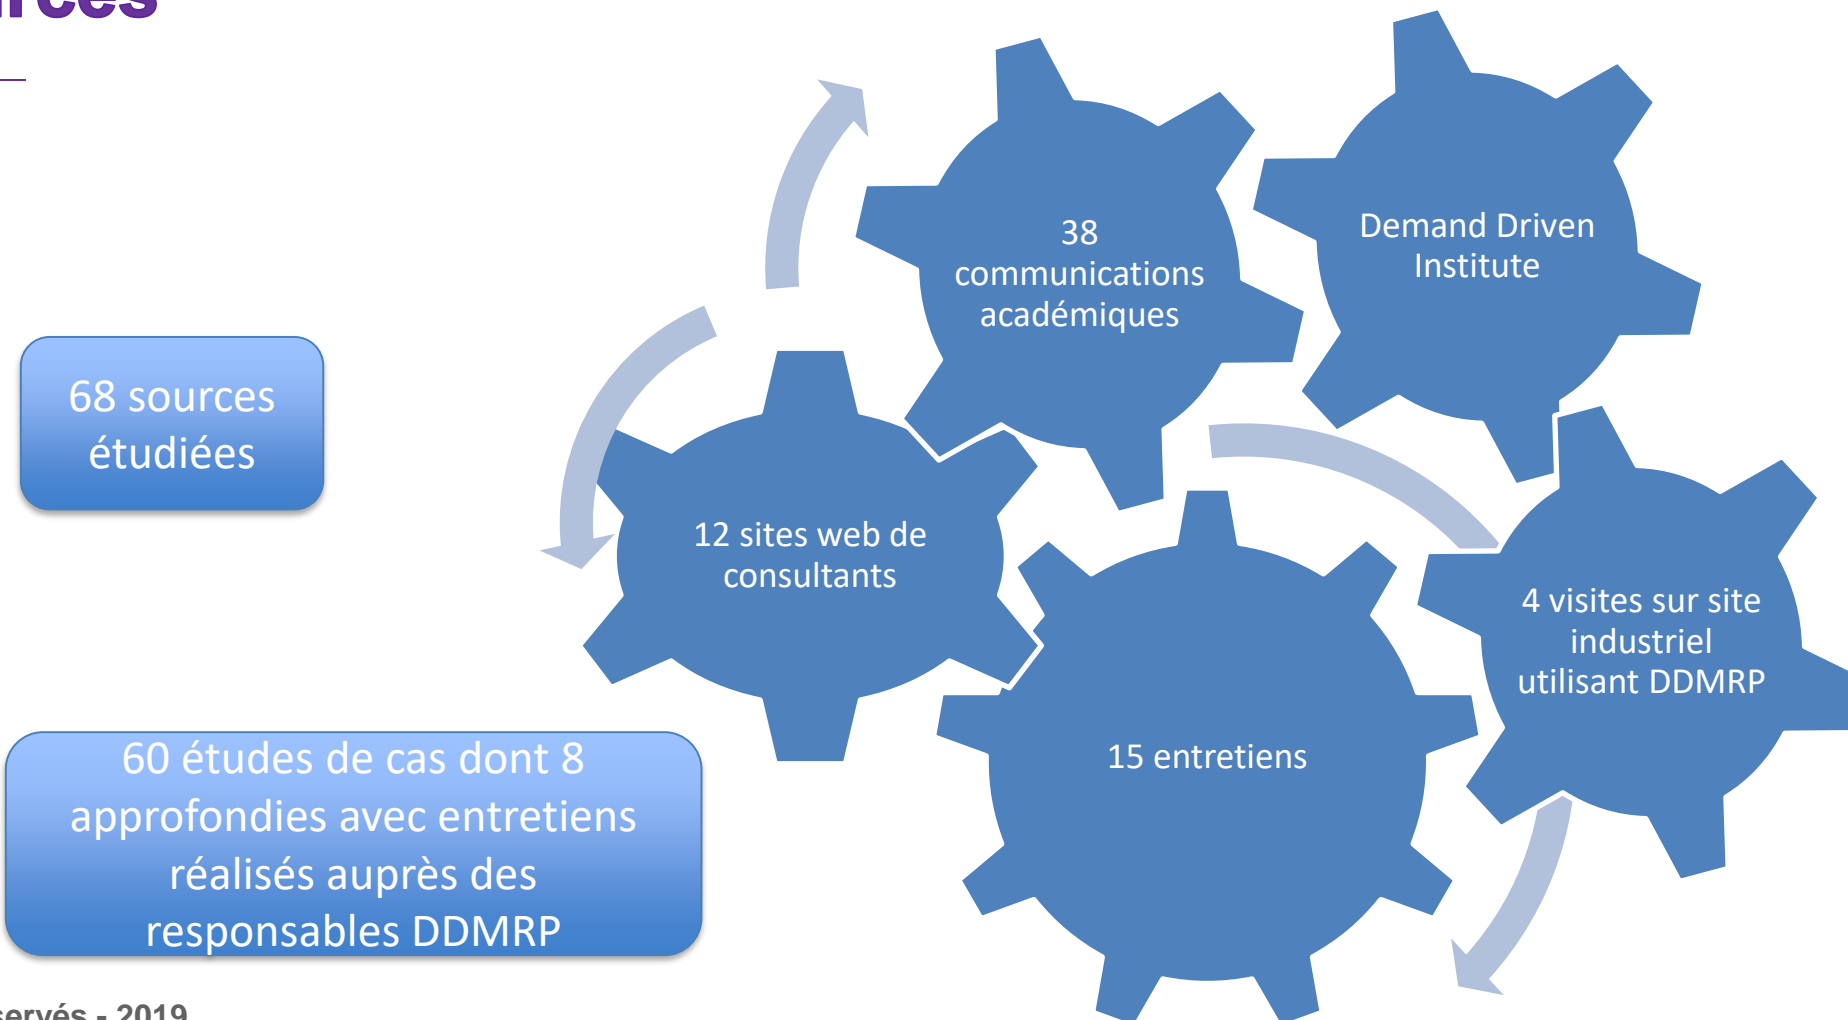 68 sources
étudiées
60 études de cas dont 8
approfondies avec entretiens
réalisés auprès des
responsables DDMRP
38
communications
académiques
Demand Driven
Institute
12 sites web de
consultants
4 visites sur site
industriel
utilisant DDMRP
15 entretiens
- 2019